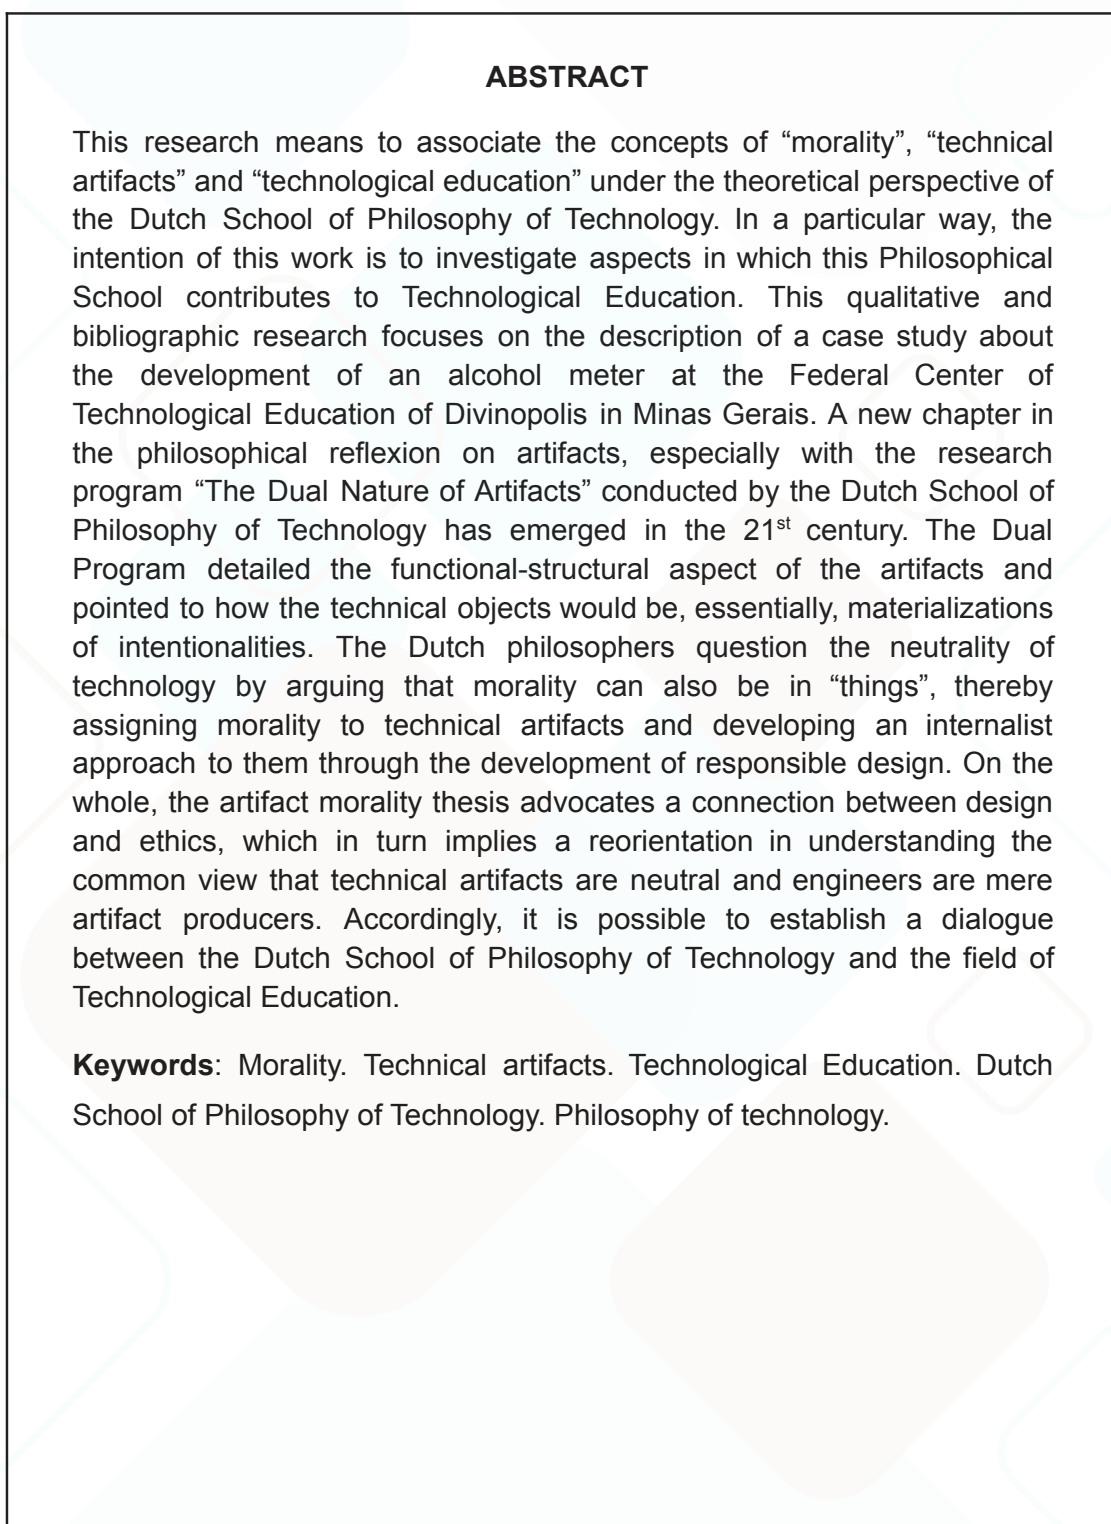 ABSTRACT
This research means to associate the concepts of “morality”, “technical
artifacts” and “technological education” under the theoretical perspective of
the Dutch School of Philosophy of Technology. In a particular way, the
intention of this work is to investigate aspects in which this Philosophical
School contributes to Technological Education. This qualitative and
bibliographic research focuses on the description of a case study about
the development of an alcohol meter at the Federal Center of
Technological Education of Divinopolis in Minas Gerais. A new chapter in
the philosophical reflexion on artifacts, especially with the research
program “The Dual Nature of Artifacts” conducted by the Dutch School of
Philosophy of Technology has emerged in the 21st century. The Dual
Program detailed the functional-structural aspect of the artifacts and
pointed to how the technical objects would be, essentially, materializations
of intentionalities. The Dutch philosophers question the neutrality of
technology by arguing that morality can also be in “things”, thereby
assigning morality to technical artifacts and developing an internalist
approach to them through the development of responsible design. On the
whole, the artifact morality thesis advocates a connection between design
and ethics, which in turn implies a reorientation in understanding the
common view that technical artifacts are neutral and engineers are mere
artifact producers. Accordingly, it is possible to establish a dialogue
between the Dutch School of Philosophy of Technology and the field of
Technological Education.
Keywords: Morality. Technical artifacts. Technological Education. Dutch
School of Philosophy of Technology. Philosophy of technology.